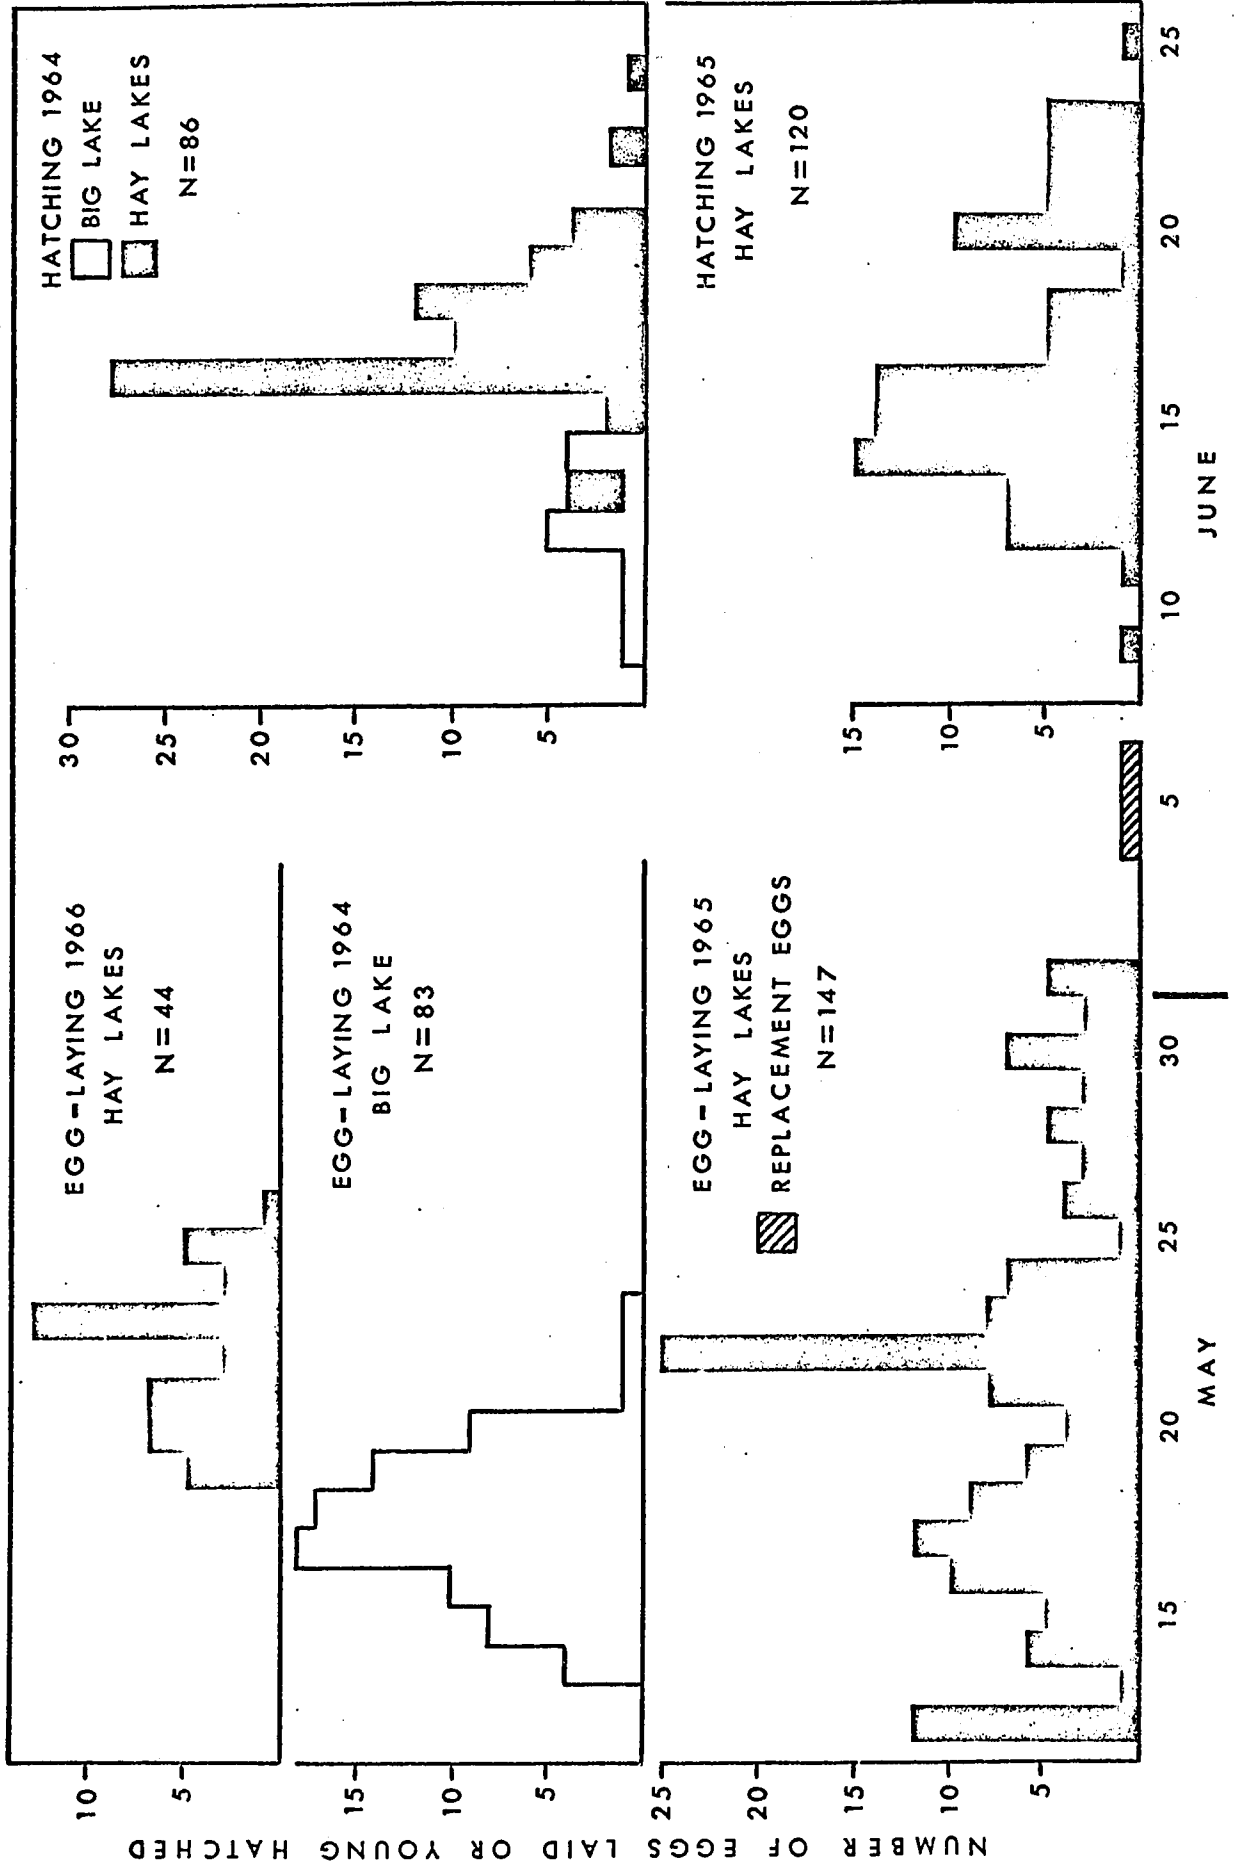 EGG-LAYING 1966
HAY LAKES
N=44
10
5
EGG-LAYING 1964
BIG LAKE
N=83
15
10
5
EGG-LAYING 1965
HAY LAKES
REPLACEMENT EGGS
N=147
25
20
15
10
5
HATCHING 1964
BIG LAKE
HAY LAKES
N=86
30
25
20
15
10
5
HATCHING 1965
HAY LAKES
N=120
15
10
5
15 20 25 30 5 10 15 20 25
MAY JUNE
NUMBER OF EGGS LAID OR YOUNG HATCHED